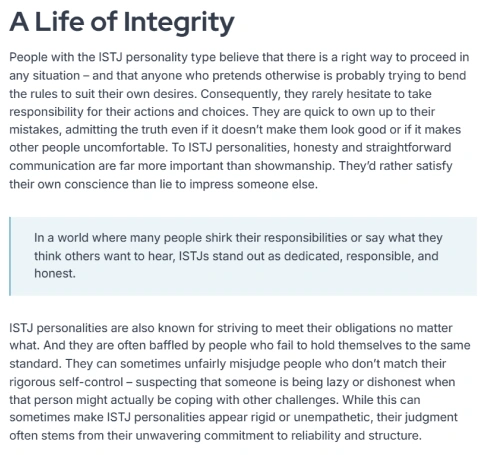 A Life of Integrity
People with the ISTJ personality type believe that there is a right way to proceed in
any situation – and that anyone who pretends otherwise is probably trying to bend
the rules to suit their own desires. Consequently, they rarely hesitate to take
responsibility for their actions and choices. They are quick to own up to their
mistakes, admitting the truth even if it doesn't make them look good or if it makes
other people uncomfortable. To ISTJ personalities, honesty and straightforward
communication are far more important than showmanship. They'd rather satisfy
their own conscience than lie to impress someone else.
In a world where many people shirk their responsibilities or say what they
think others want to hear, ISTJs stand out as dedicated, responsible, and
honest.
ISTJ personalities are also known for striving to meet their obligations no matter
what. And they are often baffled by people who fail to hold themselves to the same
standard. They can sometimes unfairly misjudge people who don't match their
rigorous self-control – suspecting that someone is being lazy or dishonest when
that person might actually be coping with other challenges. While this can
sometimes make ISTJ personalities appear rigid or unempathetic, their judgment
often stems from their unwavering commitment to reliability and structure.